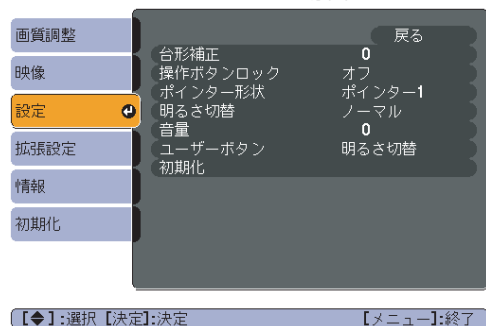 画質調整
映像
設定
拡張設定
情報
初期化
戻る
台形補正 0
操作ボタンロック オフ
ポインター形状 ポインター1
明るさ切替 ノーマル
音量 0
ユーザーボタン 明るさ切替
初期化
【◆】:選択 【決定】:決定 【メニュー】:終了